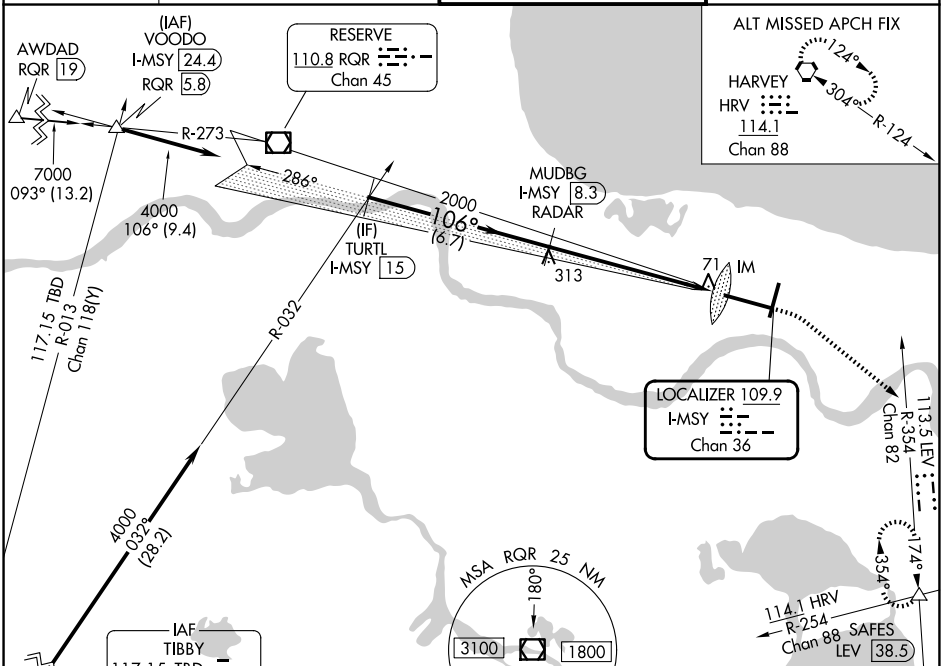 (IAF)
VOODO
I-MSY 24.4
RQR 5.8
AWDAD
RQR 19
RESERVE
110.8 RQR
Chan 45
ALT MISSED APCH FIX
124°
304°
R-124
HARVEY
HRV
114.1
Chan 88
R-273
7000
093° (13.2)
4000
106° (9.4)
286°
2000
106°
(6.7)
(IF)
TURTL
I-MSY 15
MUDBG
I-MSY 8.3
RADAR
313
71
IM
117.15 TBD
R-013
Chan 118(Y)
R-032
LOCALIZER 109.9
I-MSY
Chan 36
113.5 LEV
R-354
Chan 82
4000
032°
(28.2)
174°
354°
114.1 HRV
R-254
Chan 88
SAFES
LEV 38.5
MSA RQR 25 NM
180°
3100
1800
IAF
TIBBY
117.15 TBD